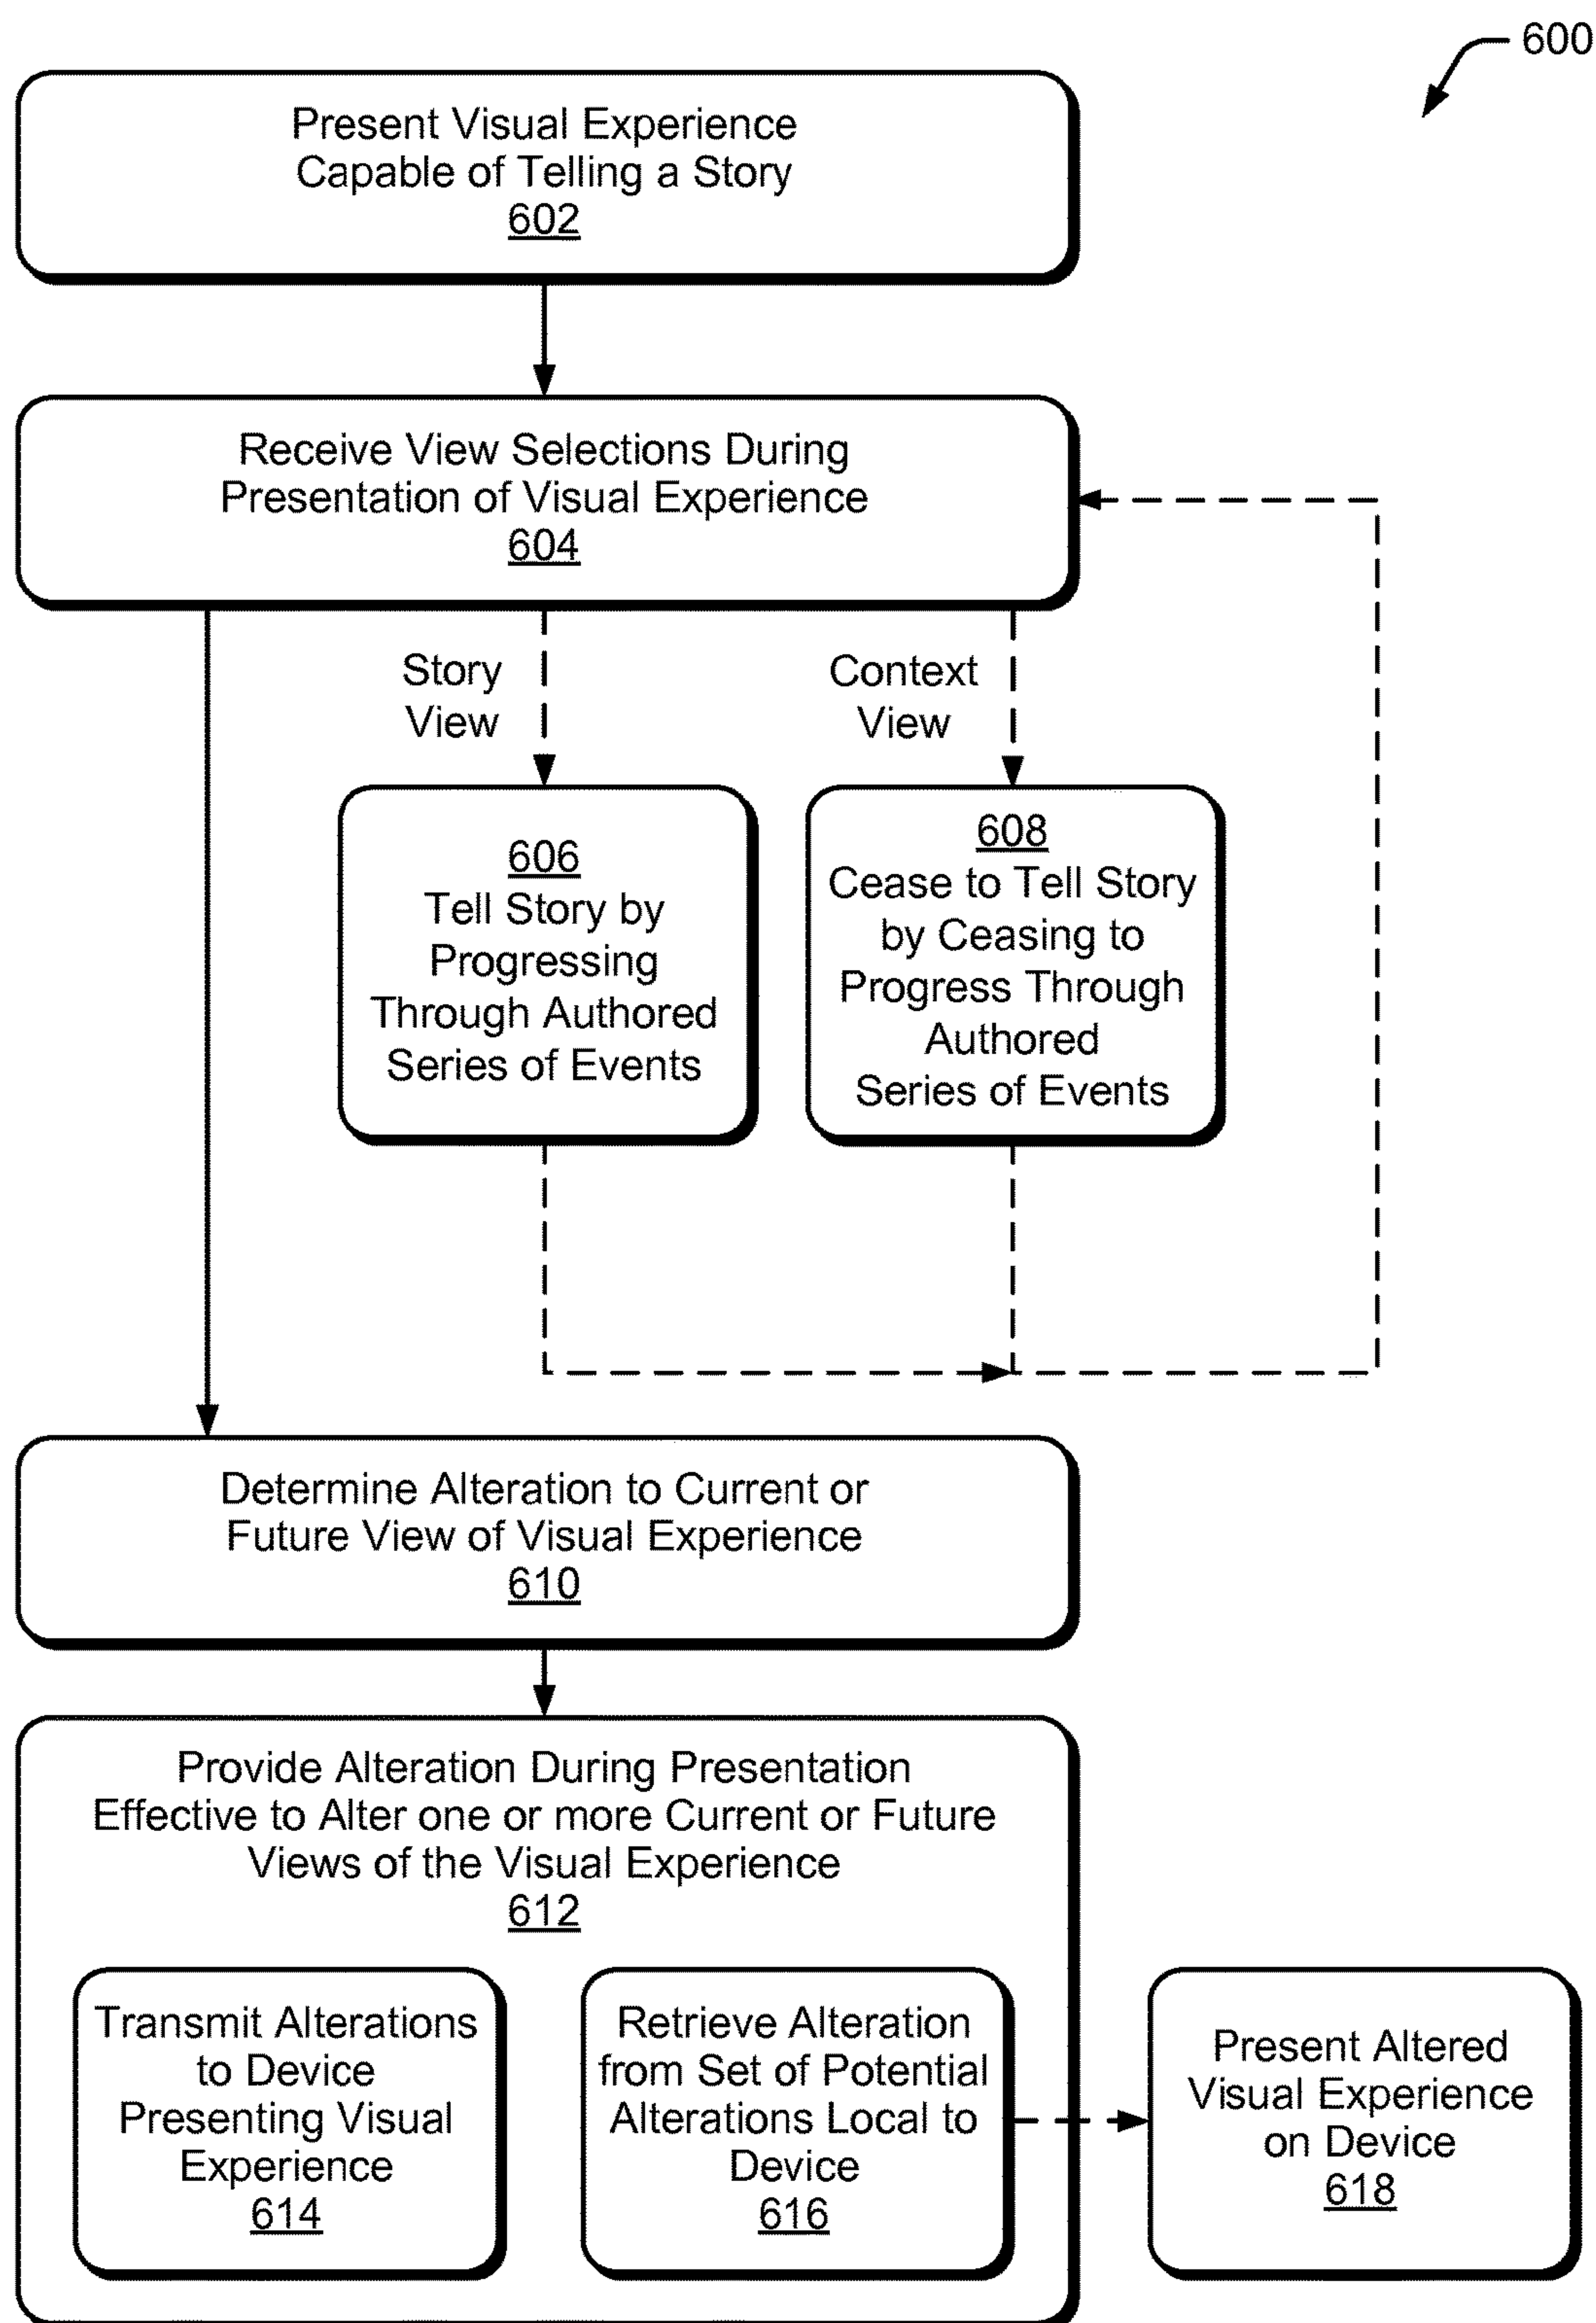 600
Present Visual Experience
Capable of Telling a Story
602
Receive View Selections During
Presentation of Visual Experience
604
Story
View
Context
View
606
Tell Story by
Progressing
Through Authored
Series of Events
608
Cease to Tell Story
by Ceasing to
Progress Through
Authored
Series of Events
Determine Alteration to Current or
Future View of Visual Experience
610
Provide Alteration During Presentation
Effective to Alter one or more Current or Future
Views of the Visual Experience
612
Transmit Alterations
to Device
Presenting Visual
Experience
614
Retrieve Alteration
from Set of Potential
Alterations Local to
Device
616
Present Altered
Visual Experience
on Device
618